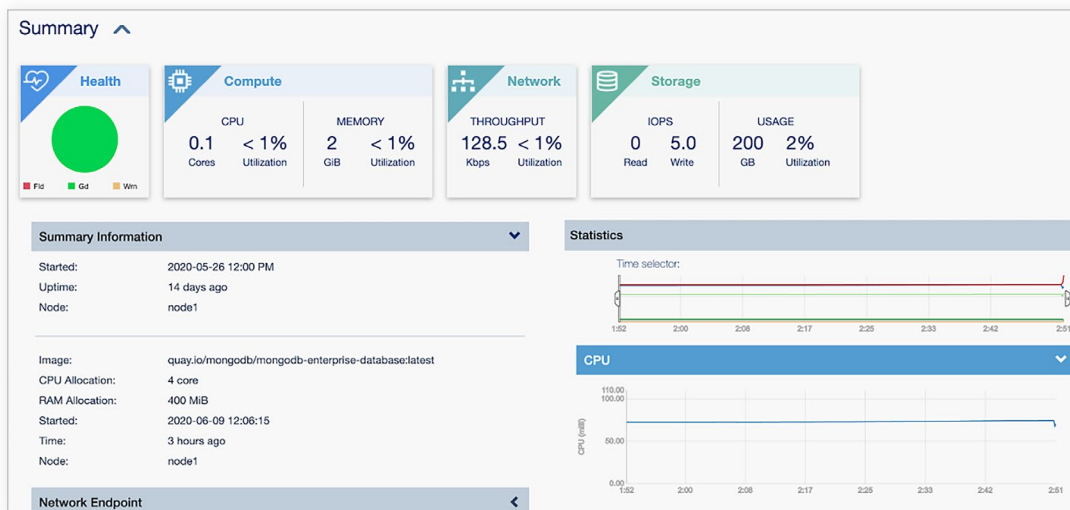 Summary
Health
Fld Gd Wrn
Compute
CPU
0.1 < 1%
Cores Utilization
MEMORY
2 < 1%
GiB Utilization
Network
THROUGHPUT
128.5 < 1%
Kbps Utilization
Storage
IOPS
0 5.0
Read Write
USAGE
200 2%
GB Utilization
Summary Information
Started: 2020-05-26 12:00 PM
Uptime: 14 days ago
Node: node1
Image: quay.io/mongodb/mongodb-enterprise-database:latest
CPU Allocation: 4 core
RAM Allocation: 400 MiB
Started: 2020-06-09 12:06:15
Time: 3 hours ago
Node: node1
Network Endpoint
Statistics
Time selector:
1:52 2:00 2:08 2:17 2:25 2:33 2:42 2:51
CPU
110.00
100.00
50.00
0.00
CPU (milli)
1:52 2:00 2:08 2:17 2:25 2:33 2:42 2:51